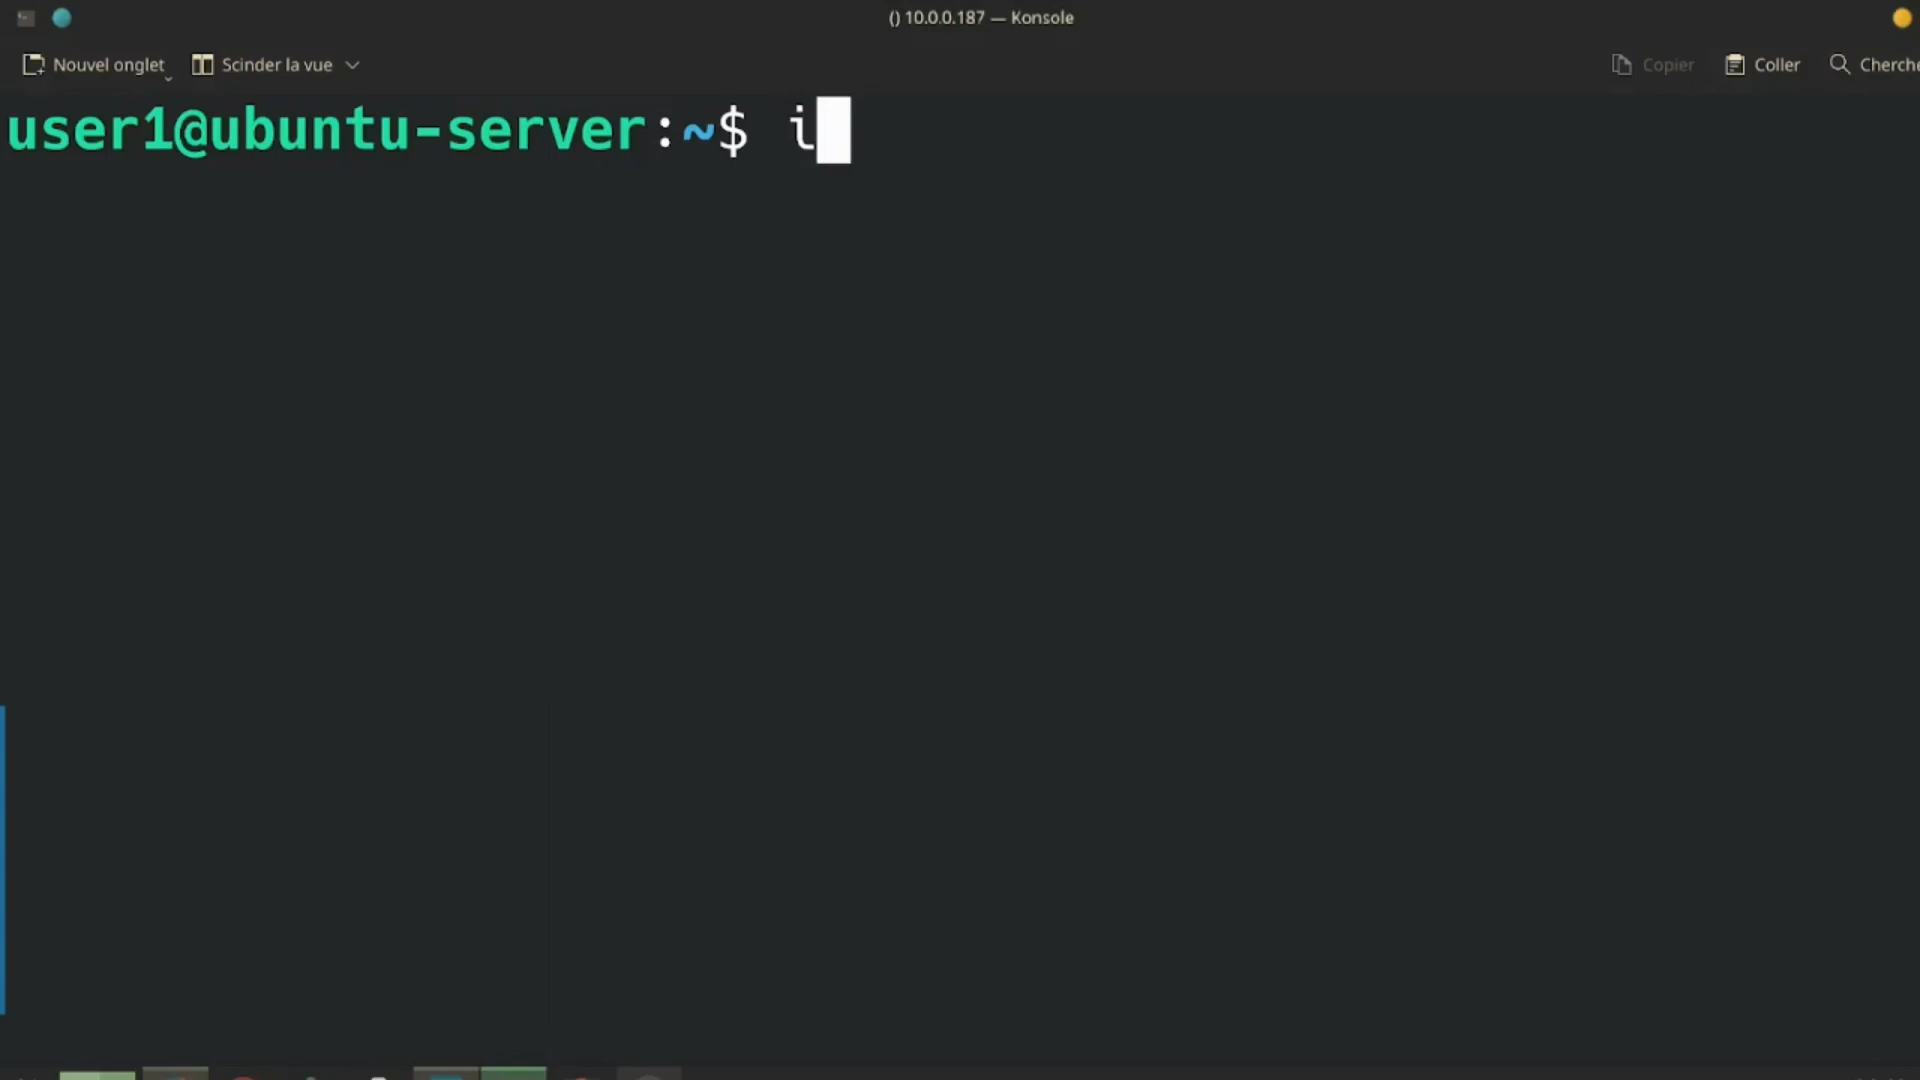 () 10.0.0.187 — Konsole
Nouvel onglet Scinder la vue Copier Coller Cherche
user1@ubuntu-server:~$ i